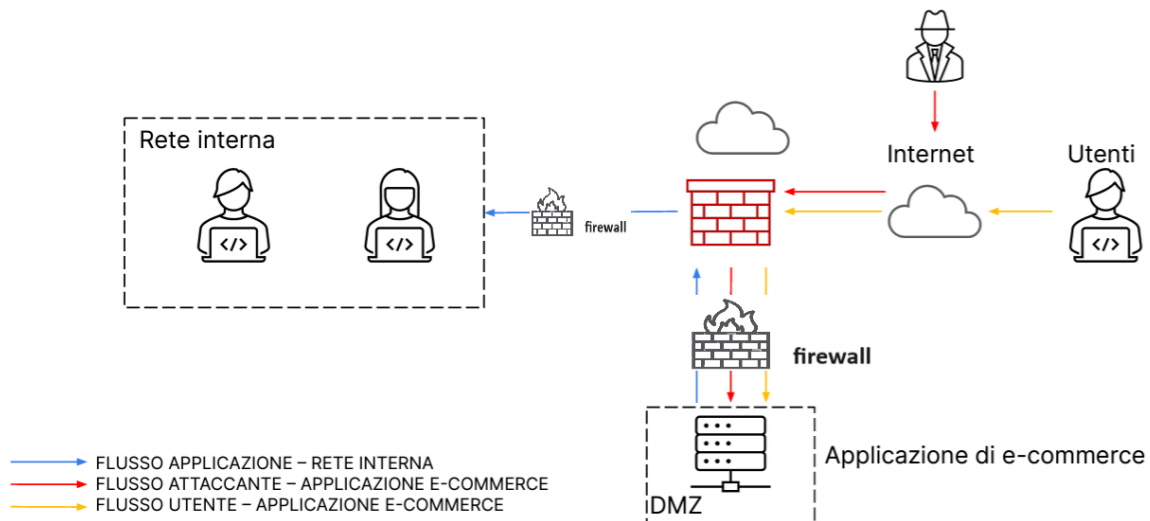 Rete interna
Internet
Utenti
firewall
firewall
Applicazione di e-commerce
DMZ
FLUSSO APPLICAZIONE – RETE INTERNA
FLUSSO ATTACCANTE – APPLICAZIONE E-COMMERCE
FLUSSO UTENTE – APPLICAZIONE E-COMMERCE